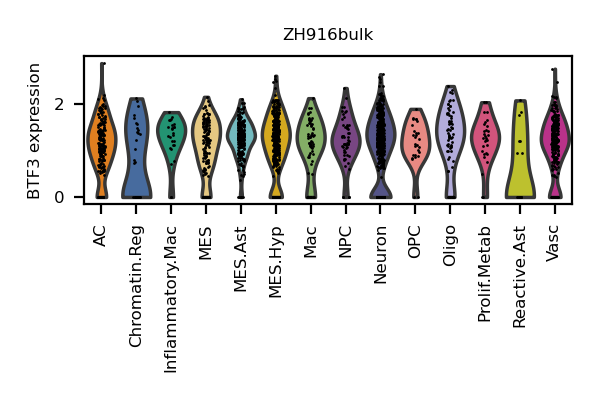 ZH916bulk
BTF3 expression
2
0
AC
Chromatin.Reg
Inflammatory.Mac
MES
MES.Ast
MES.Hyp
Mac
NPC
Neuron
OPC
Oligo
Prolif.Metab
Reactive.Ast
Vasc